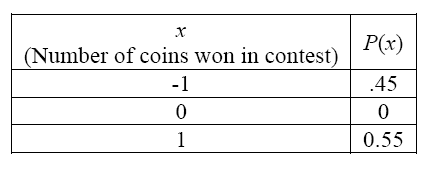 x
(Number of coins won in contest)
P(x)
-1 .45
0 0
1 0.55